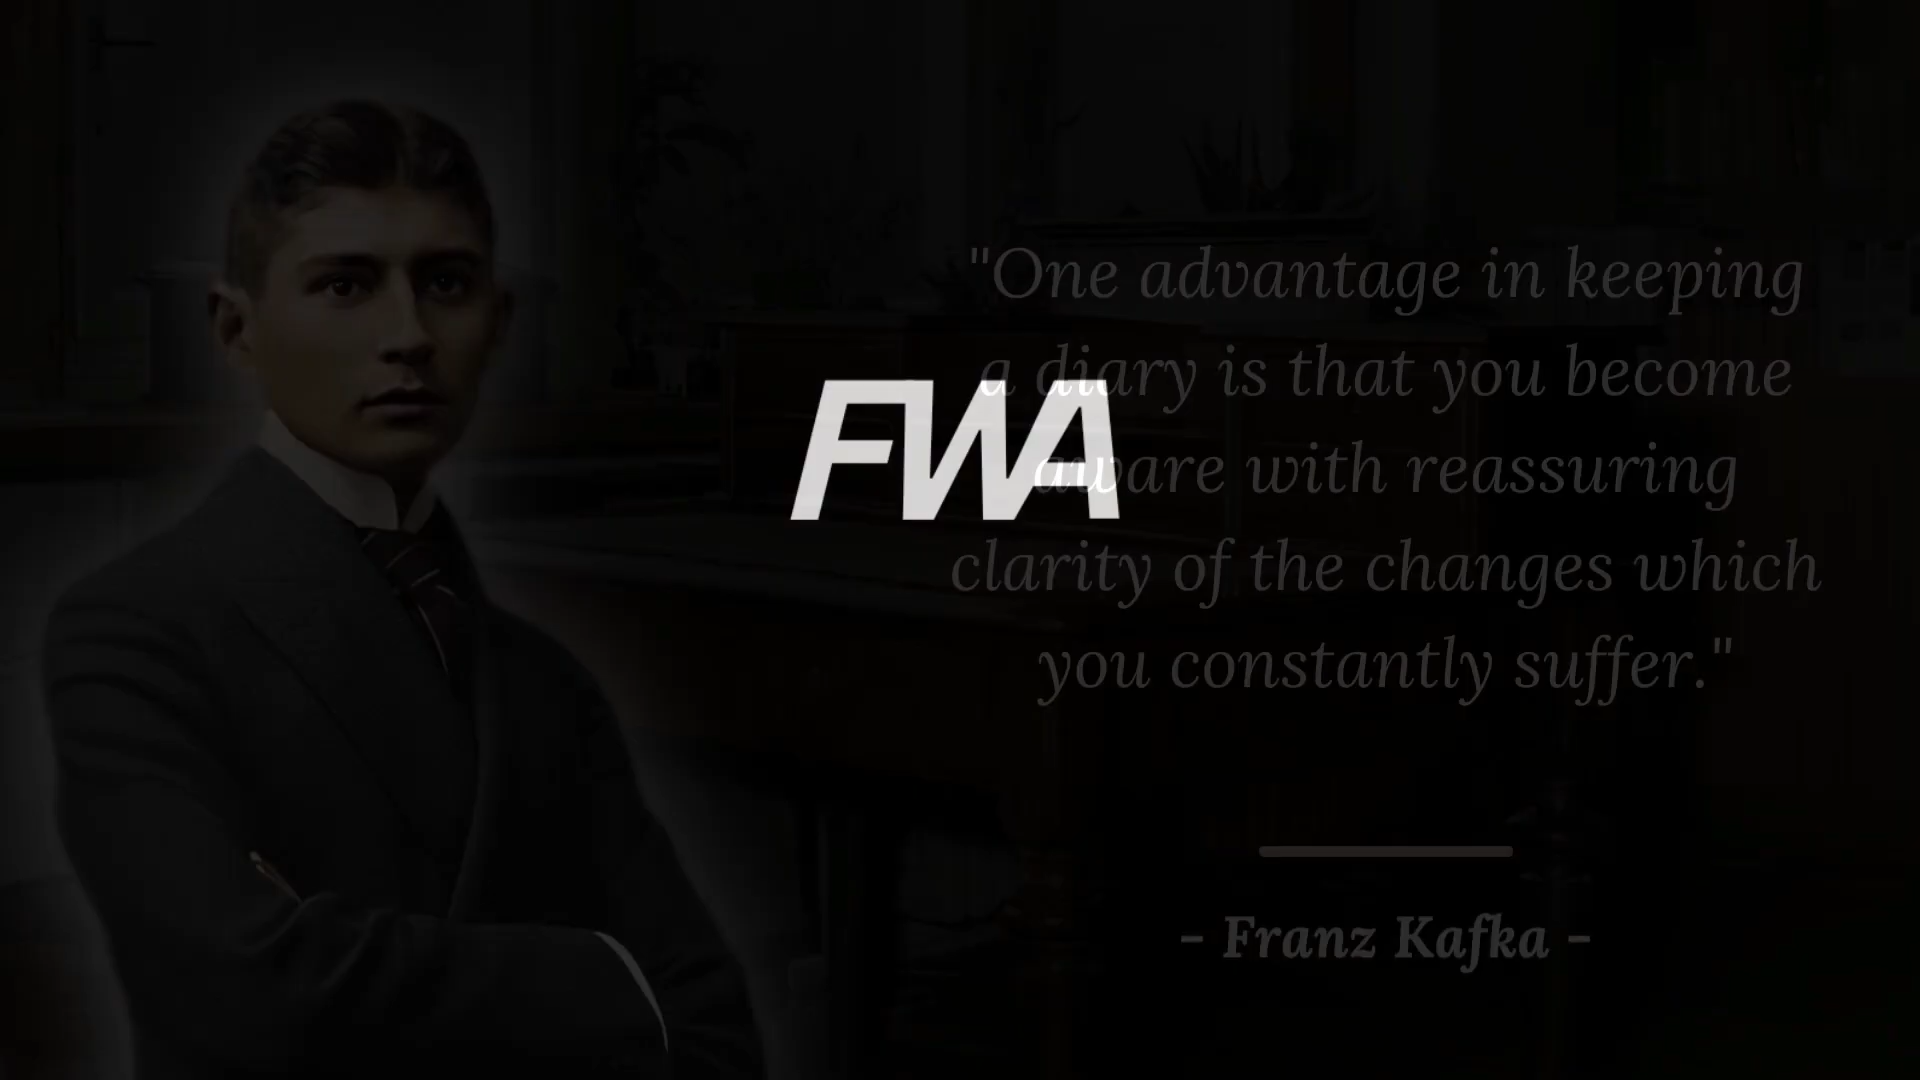 "One advantage in keeping
a diary is that you become
FWA
aware with reassuring
clarity of the changes which
you constantly suffer."
- Franz Kafka -